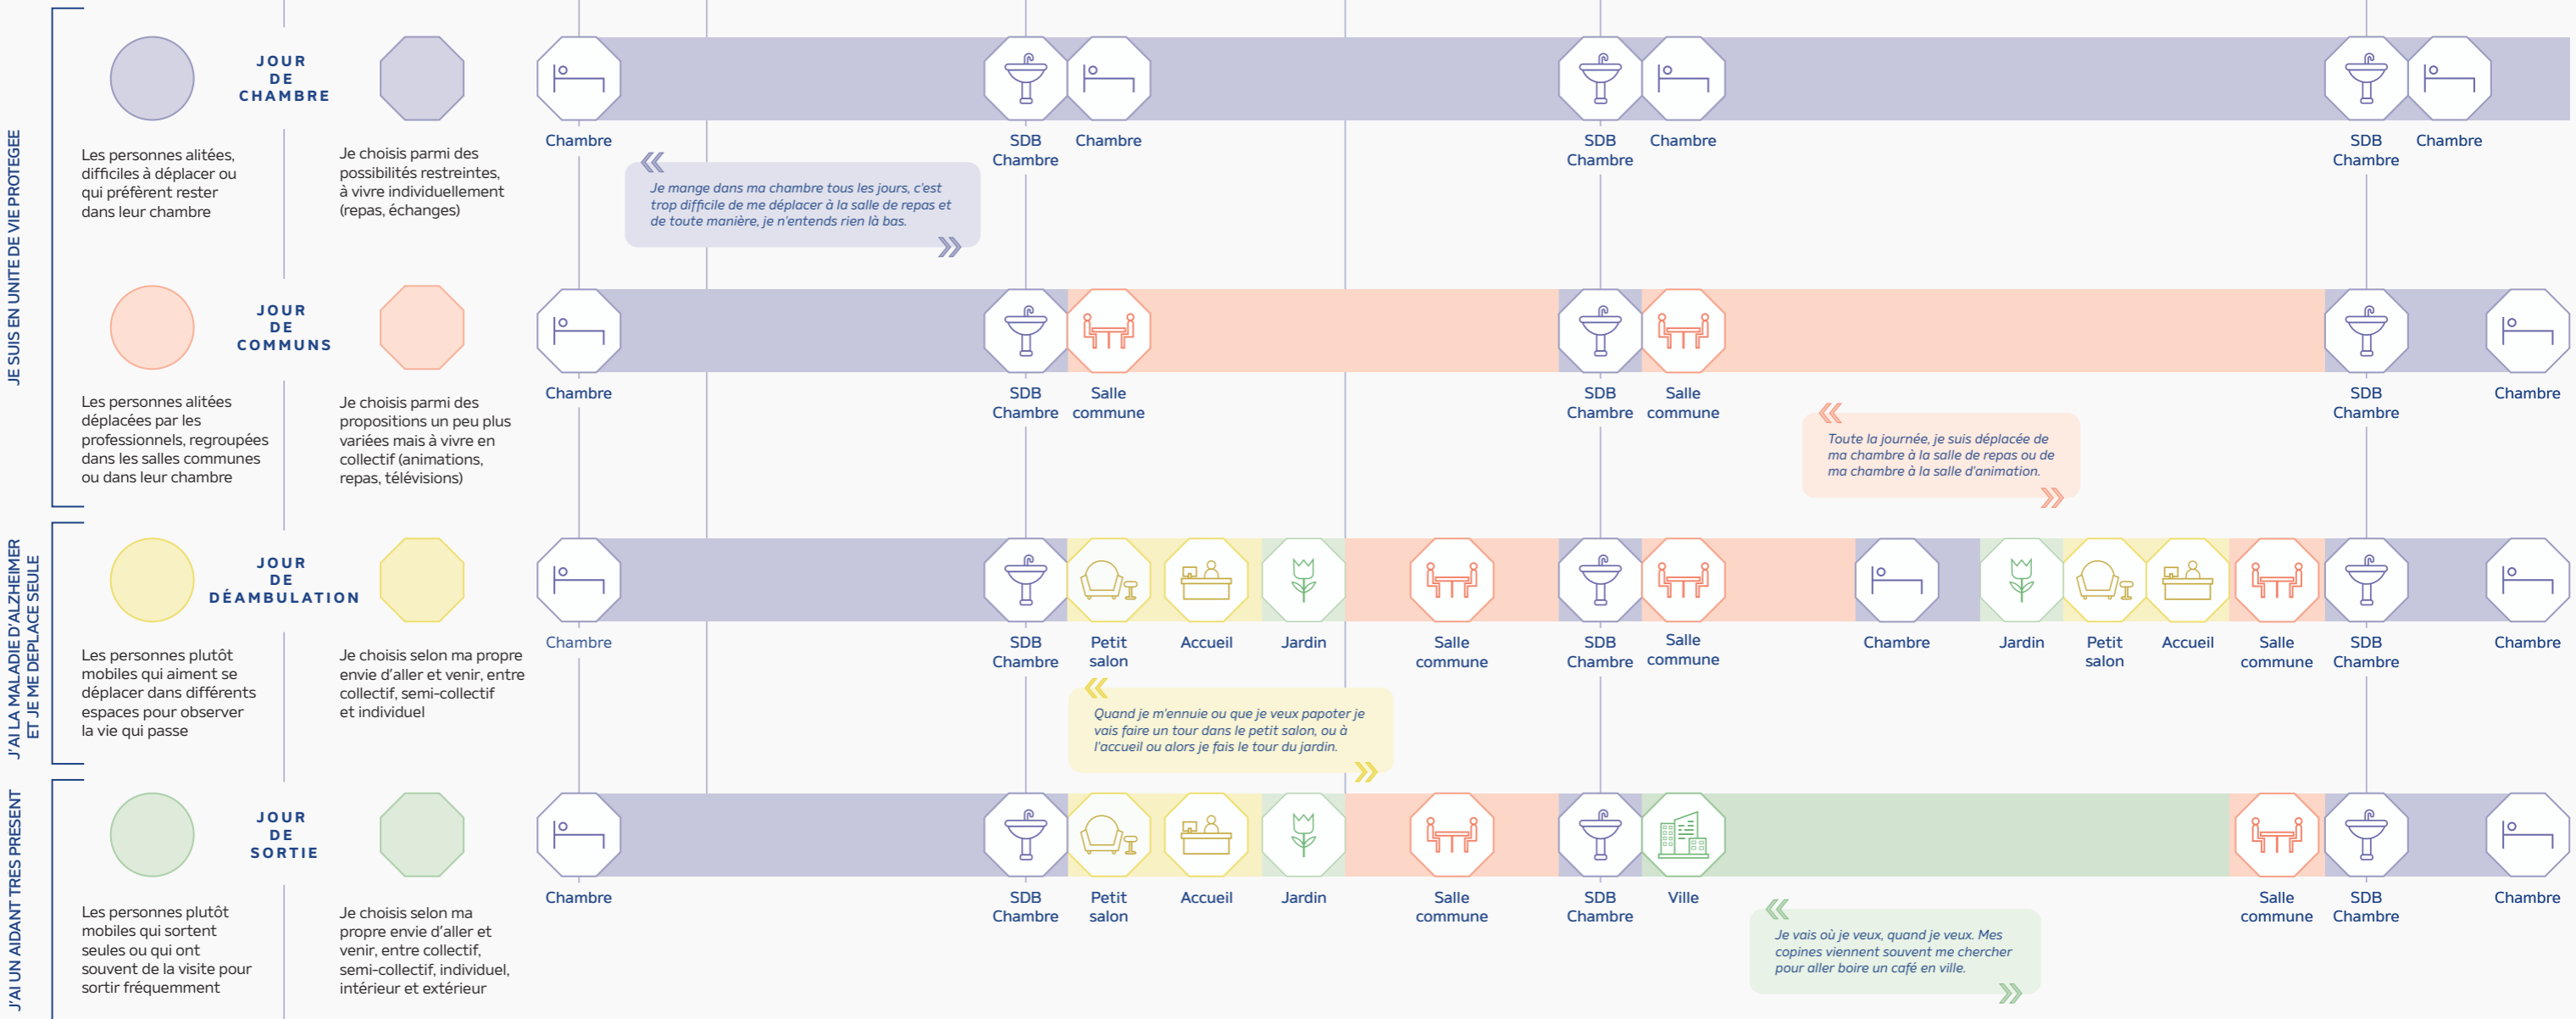 JE SUIS EN UNITE DE VIE PROTEGEE
JOUR
DE
CHAMBRE
Les personnes alitées,
difficiles à déplacer ou
qui préfèrent rester
dans leur chambre
Je choisis parmi des
possibilités restreintes,
à vivre individuellement
(repas, échanges)
Chambre
SDB
Chambre
Chambre
SDB
Chambre
Chambre
SDB
Chambre
Chambre
«
Je mange dans ma chambre tous les jours, c'est
trop difficile de me déplacer à la salle de repas et
de toute manière, je n'entends rien là bas.
»
JOUR
DE
COMMUNS
Les personnes alitées
déplacées par les
professionnels, regroupées
dans les salles communes
ou dans leur chambre
Je choisis parmi des
propositions un peu plus
variées mais à vivre en
collectif (animations,
repas, télévisions)
Chambre
SDB
Chambre
Salle
commune
SDB
Chambre
Salle
commune
SDB
Chambre
Chambre
«
Toute la journée, je suis déplacée de
ma chambre à la salle de repas ou de
ma chambre à la salle d'animation.
»
J'AI LA MALADIE D'ALZHEIMER
ET JE ME DEPLACE SEULE
JOUR
DE
DÉAMBULATION
Les personnes plutôt
mobiles qui aiment se
déplacer dans différents
espaces pour observer
la vie qui passe
Je choisis selon ma propre
envie d'aller et venir, entre
collectif, semi-collectif
et individuel
Chambre
SDB
Chambre
Petit
salon
Accueil
Jardin
Salle
commune
SDB
Chambre
Salle
commune
Chambre
Jardin
Petit
salon
Accueil
Salle
commune
SDB
Chambre
Chambre
«
Quand je m'ennuie ou que je veux papoter je
vais faire un tour dans le petit salon, ou à
l'accueil ou alors je fais le tour du jardin.
»
J'AI UN AIDANT TRES PRESENT
JOUR
DE
SORTIE
Les personnes plutôt
mobiles qui sortent
seules ou qui ont
souvent de la visite pour
sortir fréquemment
Je choisis selon ma
propre envie d'aller et
venir, entre collectif,
semi-collectif, individuel,
intérieur et extérieur
Chambre
SDB
Chambre
Petit
salon
Accueil
Jardin
Salle
commune
SDB
Chambre
Ville
Salle
commune
SDB
Chambre
Chambre
«
Je vais où je veux, quand je veux. Mes
copines viennent souvent me chercher
pour aller boire un café en ville.
»